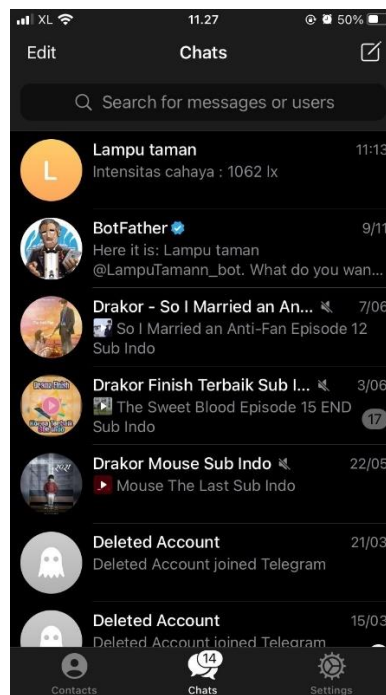 XL 11.27 50%
Edit Chats
Search for messages or users
L
Lampu taman 11:13
Intensitas cahaya : 1062 lx
BotFather 9/11
Here it is: Lampu taman
@LampuTamann_bot. What do you wan...
Drakor - So I Married an An... 7/06
So I Married an Anti-Fan Episode 12
Sub Indo
Drakor Finish Terbaik Sub I... 3/06
The Sweet Blood Episode 15 END
Sub Indo 17
Drakor Mouse Sub Indo 22/05
Mouse The Last Sub Indo
Deleted Account 21/03
Deleted Account joined Telegram
Deleted Account 15/03
Deleted Account joined Telegram
14
Contacts Chats Settings